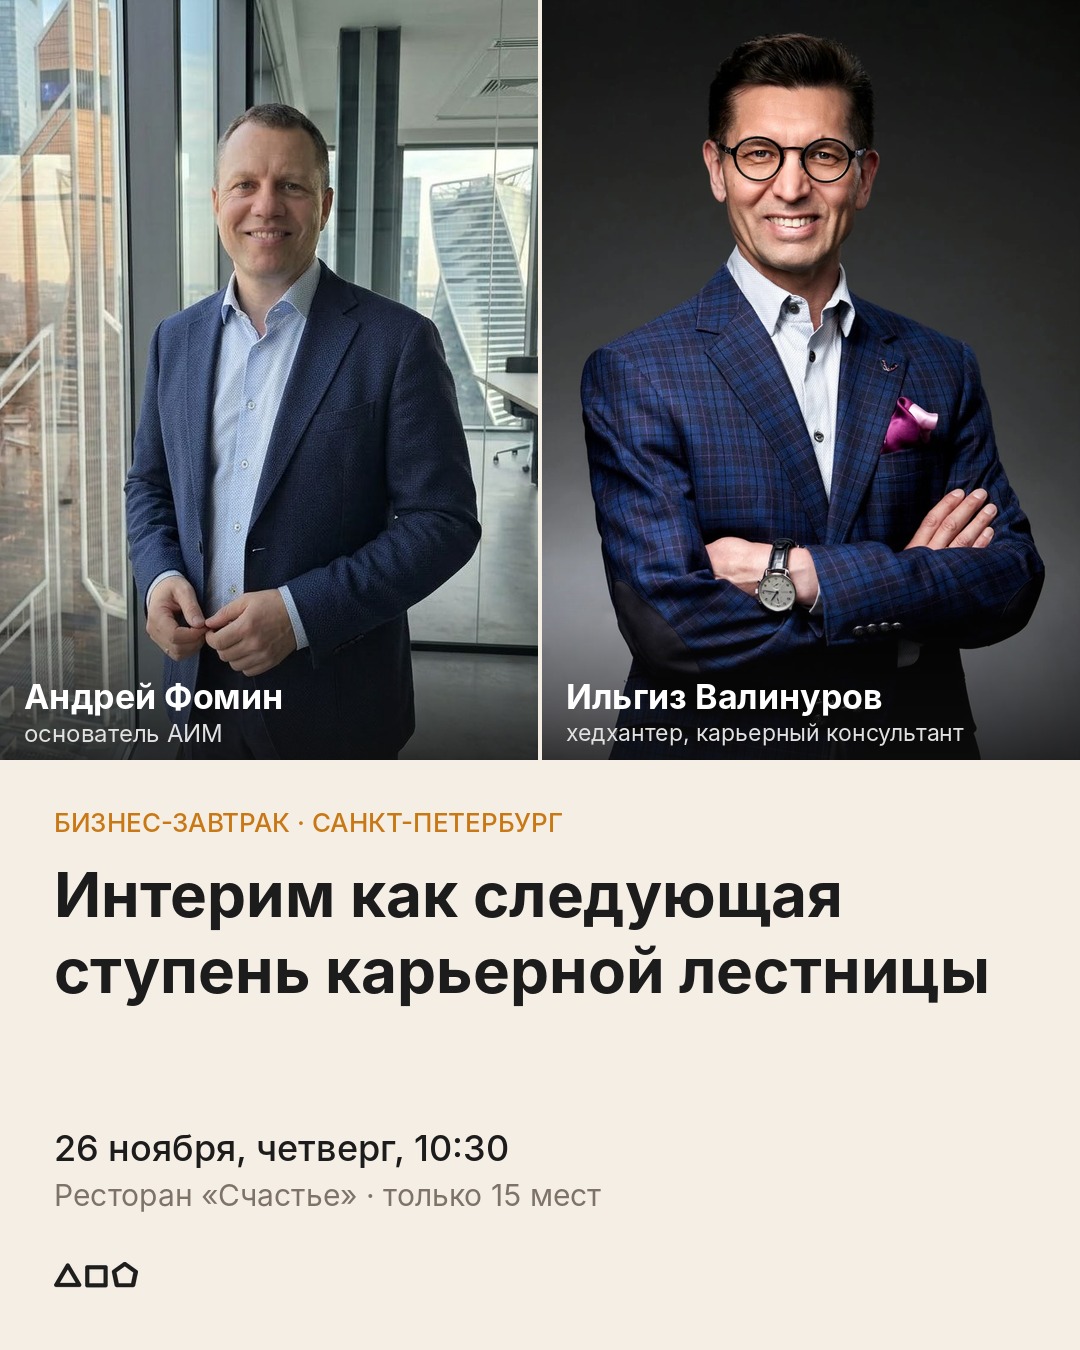 Андрей Фомин
основатель АИМ
Ильгиз Валинуров
хедхантер, карьерный консультант
БИЗНЕС-ЗАВТРАК · САНКТ-ПЕТЕРБУРГ
Интерим как следующая
ступень карьерной лестницы
26 ноября, четверг, 10:30
Ресторан «Счастье» · только 15 мест